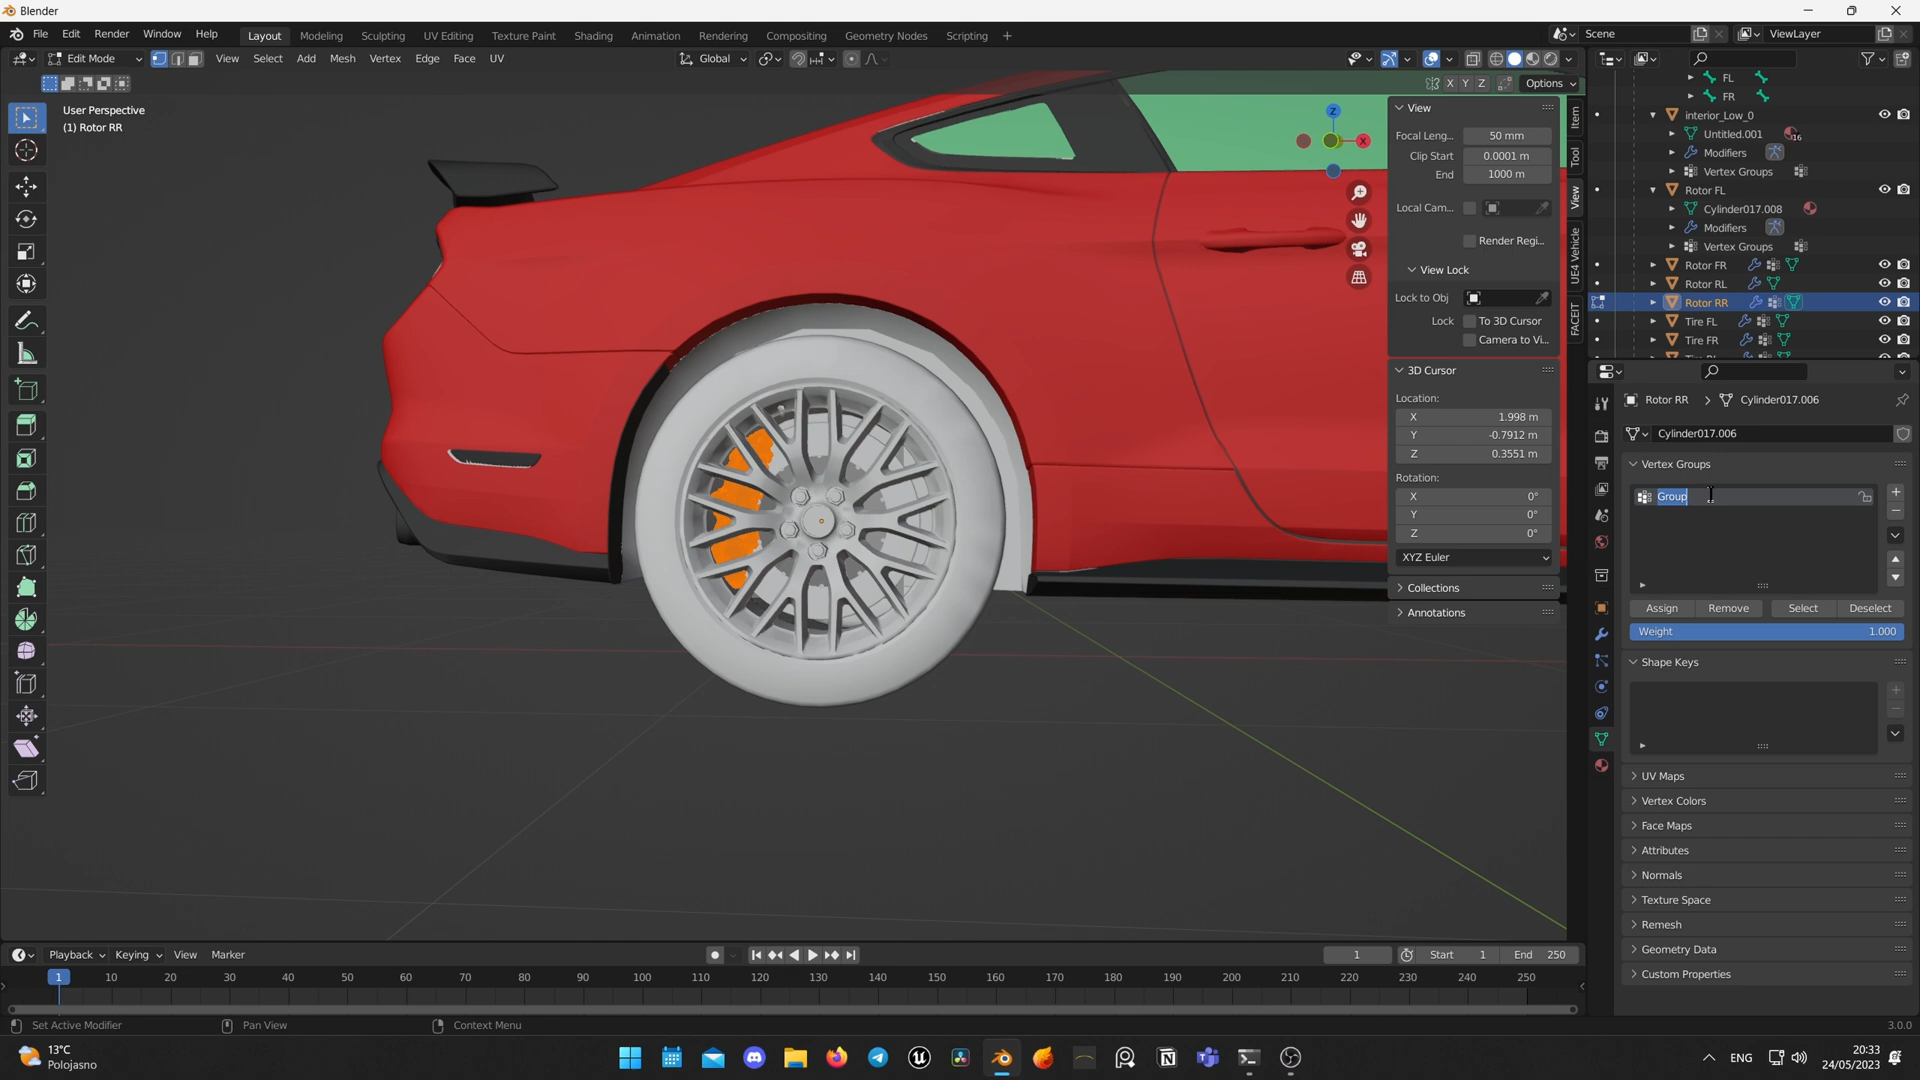 Blender
File Edit Render Window Help
Layout Modeling Sculpting UV Editing Texture Paint Shading Animation Rendering Compositing Geometry Nodes Scripting +
Scene
ViewLayer
Edit Mode View Select Add Mesh Vertex Edge Face UV
Global
X Y Z Options
User Perspective
(1) Rotor RR
Z
X
View
Focal Leng... 50 mm
Clip Start 0.0001 m
End 1000 m
Local Cam...
Render Regi...
View Lock
Lock to Obj
Lock To 3D Cursor
Camera to Vi...
3D Cursor
Location:
X 1.998 m
Y -0.7912 m
Z 0.3551 m
Rotation:
X 0°
Y 0°
Z 0°
XYZ Euler
Collections
Annotations
Item
Tool
View
UE4 Vehicle
FACEIT
FL
FR
interior_Low_0
Untitled.001 16
Modifiers
Vertex Groups
Rotor FL
Cylinder017.008
Modifiers
Vertex Groups
Rotor FR
Rotor RL
Rotor RR
Tire FL
Tire FR
Rotor RR > Cylinder017.006
Cylinder017.006
Vertex Groups
Group
Assign Remove Select Deselect
Weight 1.000
Shape Keys
UV Maps
Vertex Colors
Face Maps
Attributes
Normals
Texture Space
Remesh
Geometry Data
Custom Properties
Playback Keying View Marker
1 Start 1 End 250
1 10 20 30 40 50 60 70 80 90 100 110 120 130 140 150 160 170 180 190 200 210 220 230 240 250
Set Active Modifier Pan View Context Menu
3.0.0
13°C
Polojasno
ENG
20:33
24/05/2023